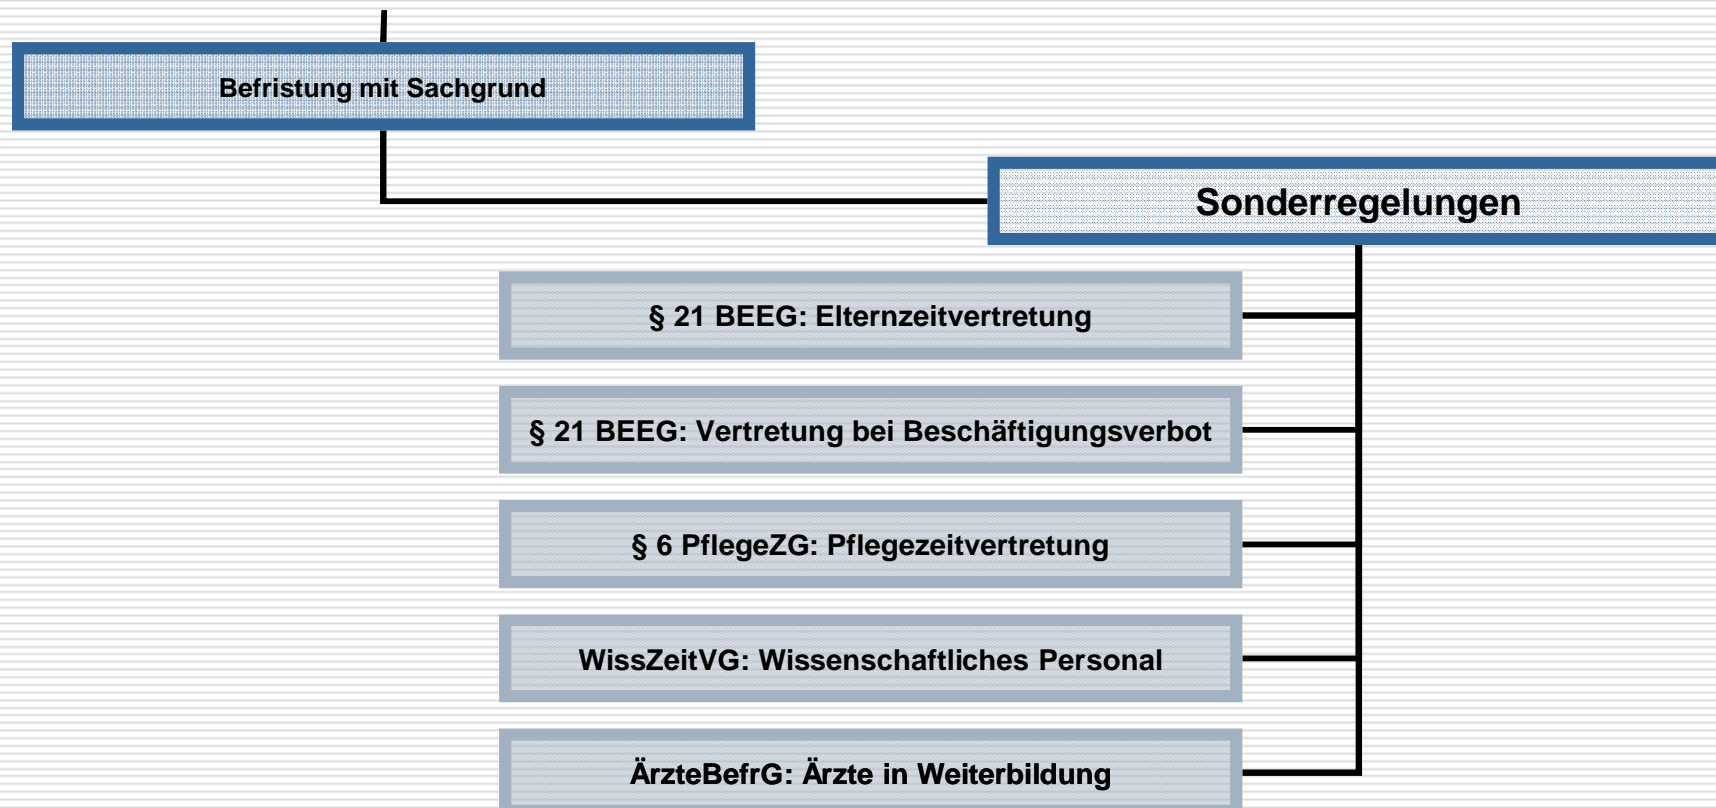 Befristung mit Sachgrund
Sonderregelungen
§ 21 BEEG: Elternzeitvertretung
§ 21 BEEG: Vertretung bei Beschäftigungsverbot
§ 6 PflegeZG: Pflegezeitvertretung
WissZeitVG: Wissenschaftliches Personal
ÄrzteBefrG: Ärzte in Weiterbildung